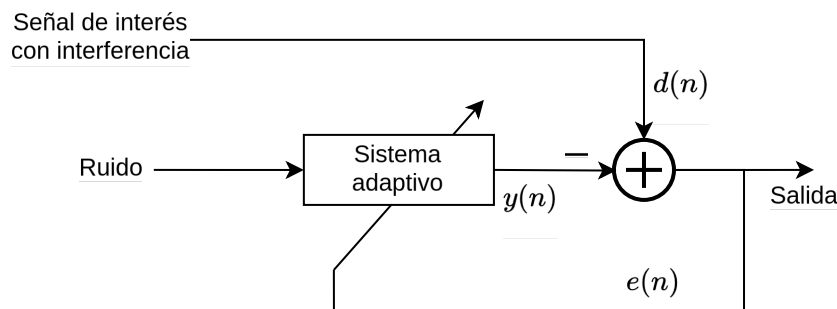 Señal de interés
con interferencia
d(n)
Ruido
Sistema
adaptivo
−
+
y(n)
Salida
e(n)